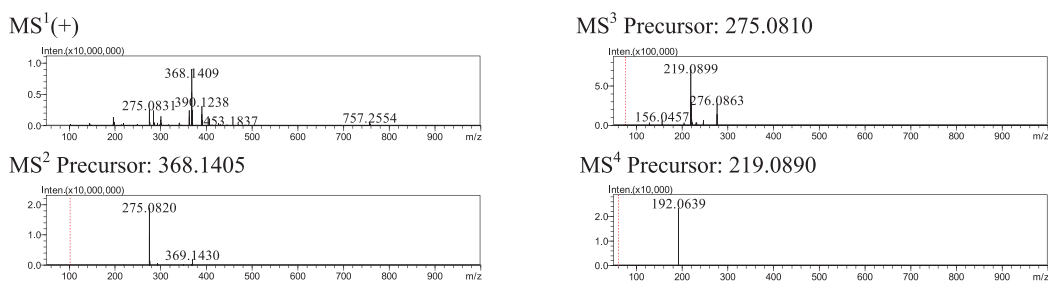 MS1(+)
Inten.(x10,000,000)
1.0
0.5
0.0
368.1409
275.0831
390.1238
453.1837
757.2554
100 200 300 400 500 600 700 800 900 m/z
MS2 Precursor: 368.1405
Inten.(x10,000,000)
2.0
1.0
0.0
275.0820
369.1430
100 200 300 400 500 600 700 800 900 m/z
MS3 Precursor: 275.0810
Inten.(x100,000)
5.0
0.0
219.0899
276.0863
156.0457
100 200 300 400 500 600 700 800 900 m/z
MS4 Precursor: 219.0890
Inten.(x10,000)
2.0
1.0
0.0
192.0639
100 200 300 400 500 600 700 800 900 m/z